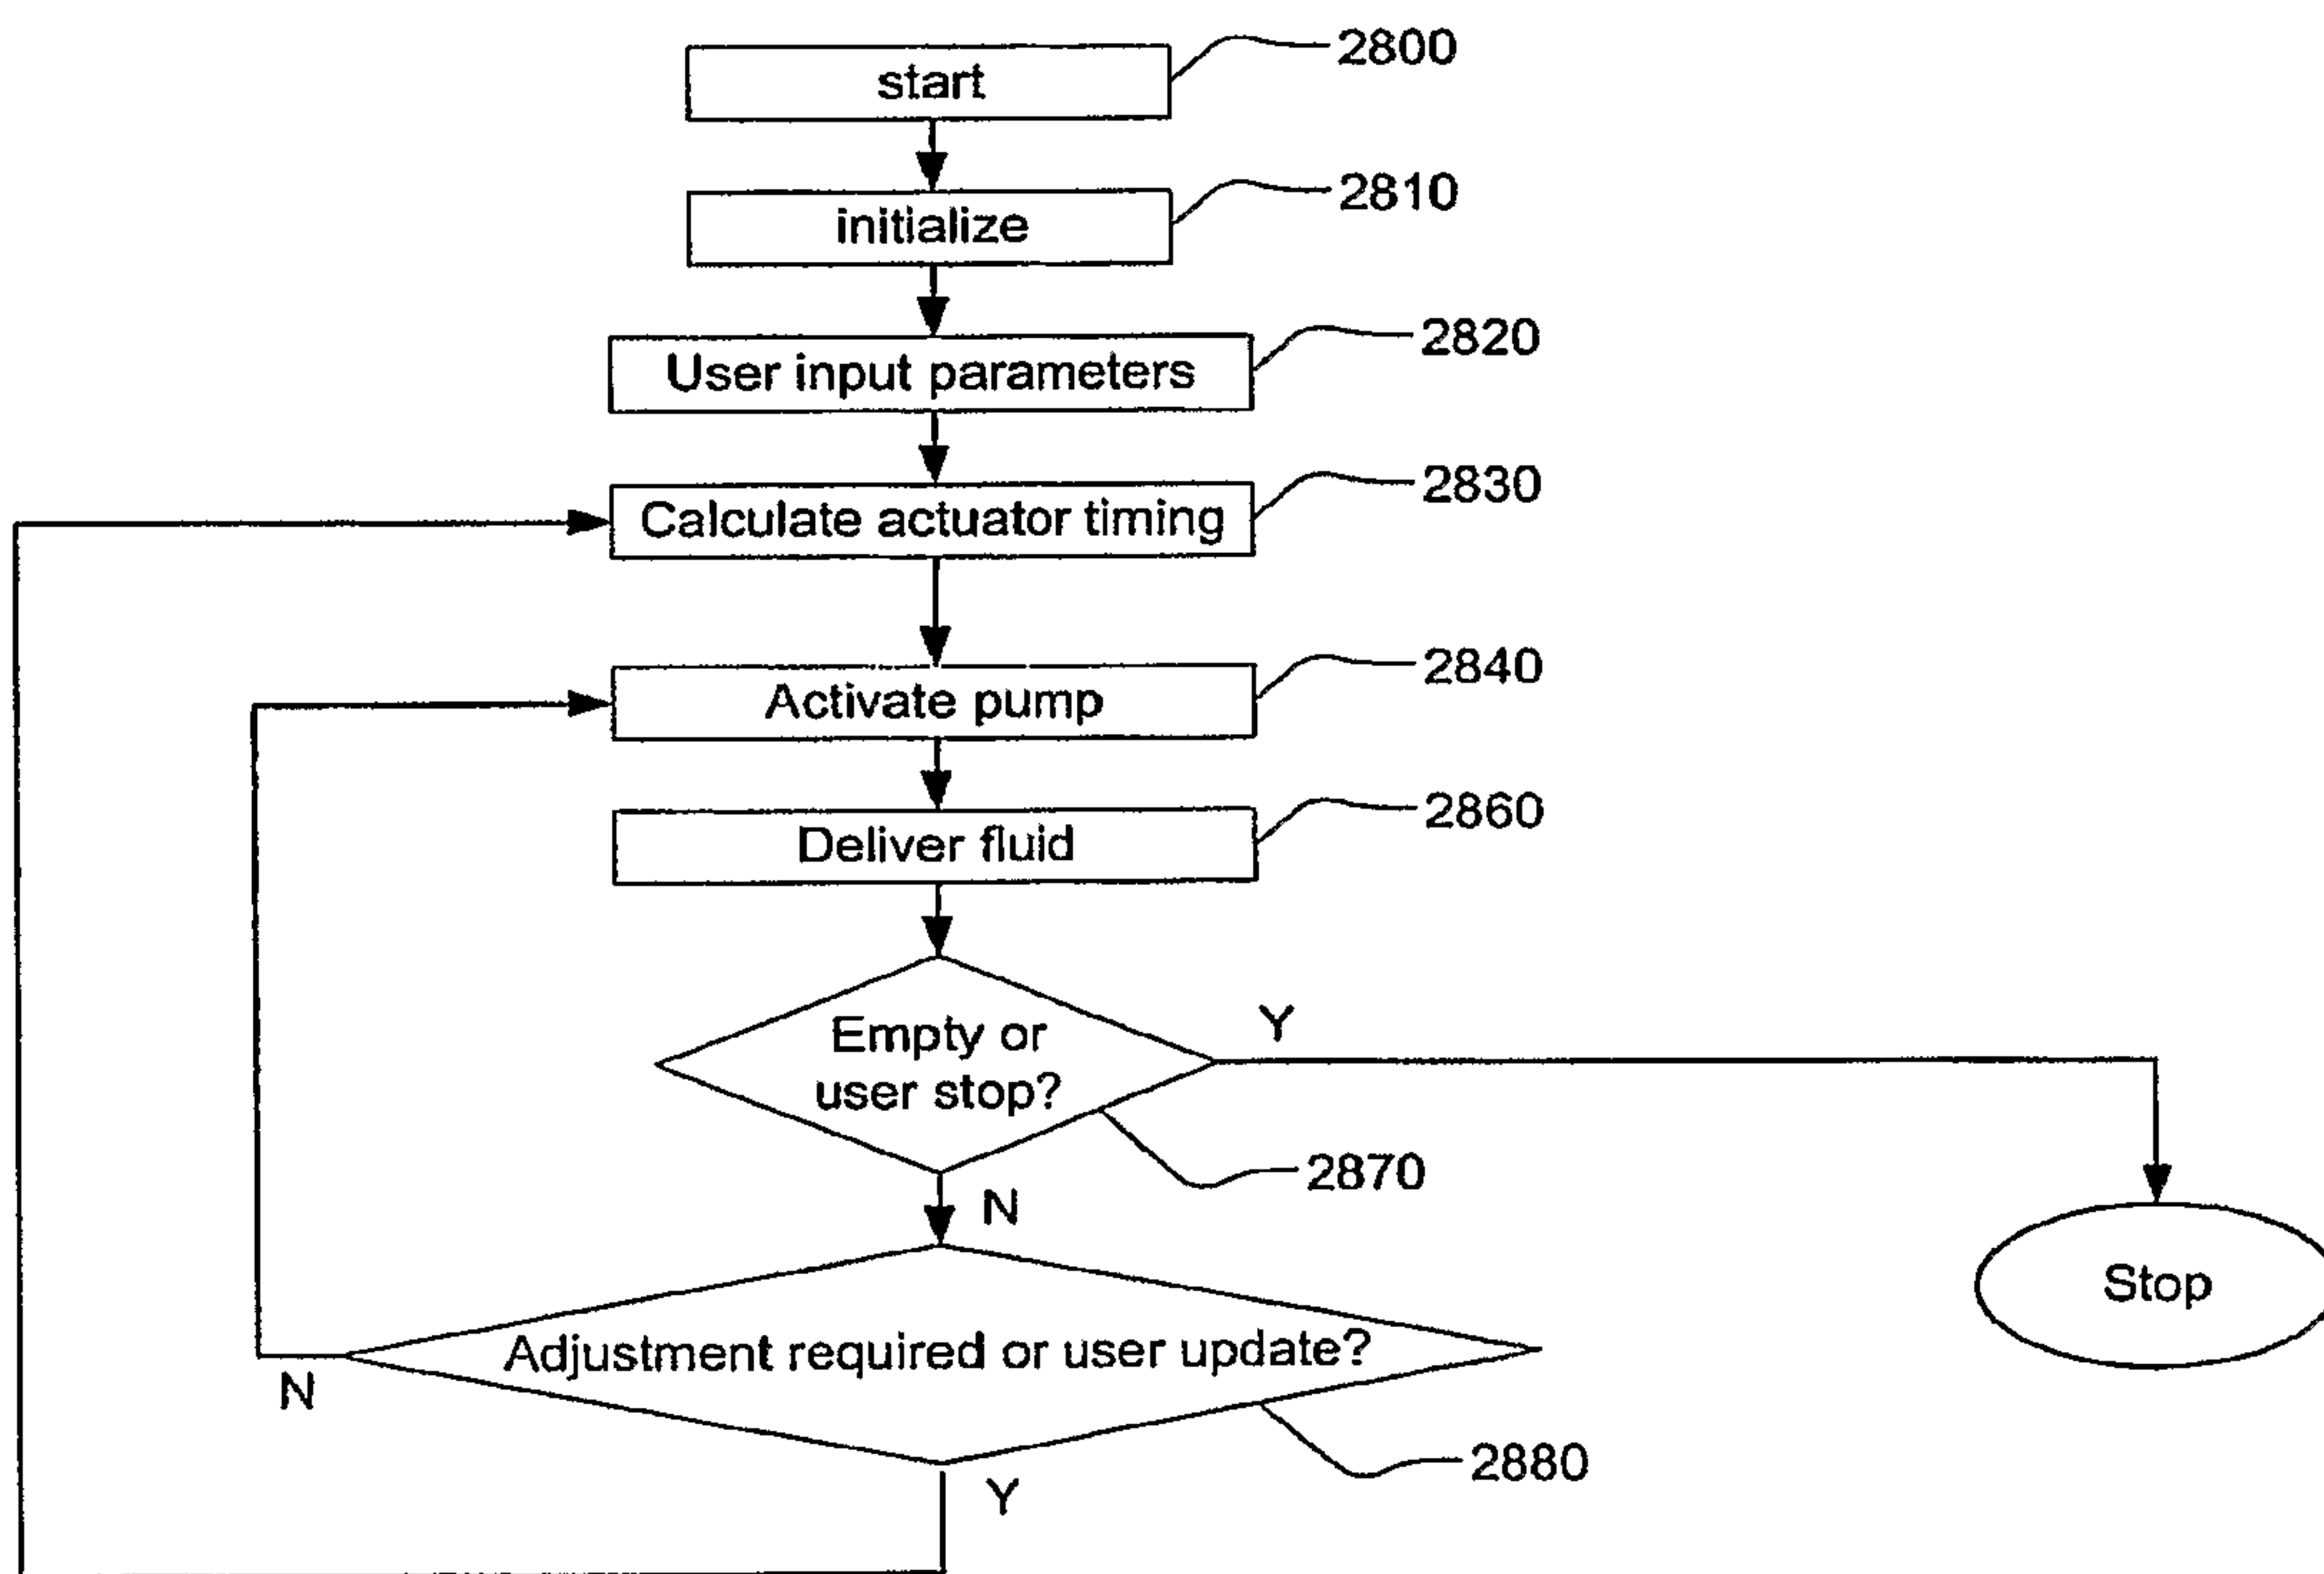 start
2800
initialize
2810
User input parameters
2820
Calculate actuator timing
2830
Activate pump
2840
Deliver fluid
2860
Empty or
user stop?
Y
2870
N
Stop
Adjustment required or user update?
N
2880
Y